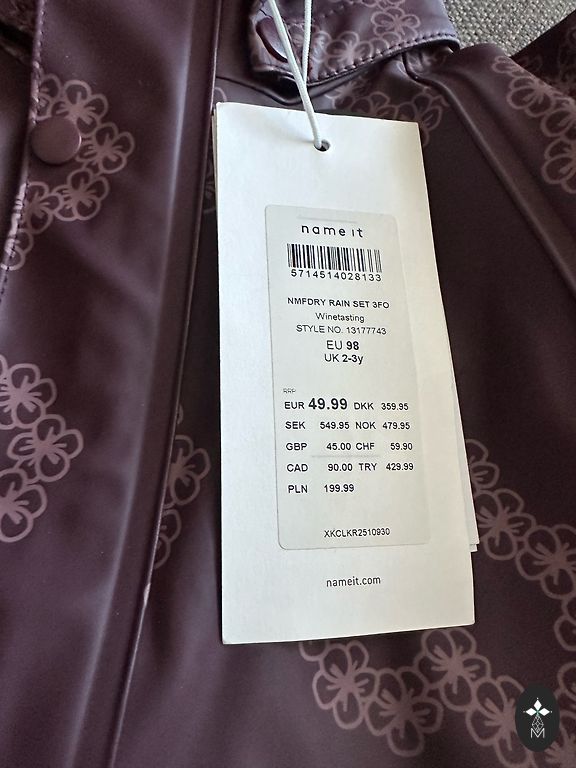 name it
5714514028133
NMFDRY RAIN SET 3FO
Winetasting
STYLE NO. 13177743
EU 98
UK 2-3y
RRP
EUR 49.99 DKK 359.95
SEK 549.95 NOK 479.95
GBP 45.00 CHF 59.90
CAD 90.00 TRY 429.99
PLN 199.99
XKCLKR2510930
nameit.com
M